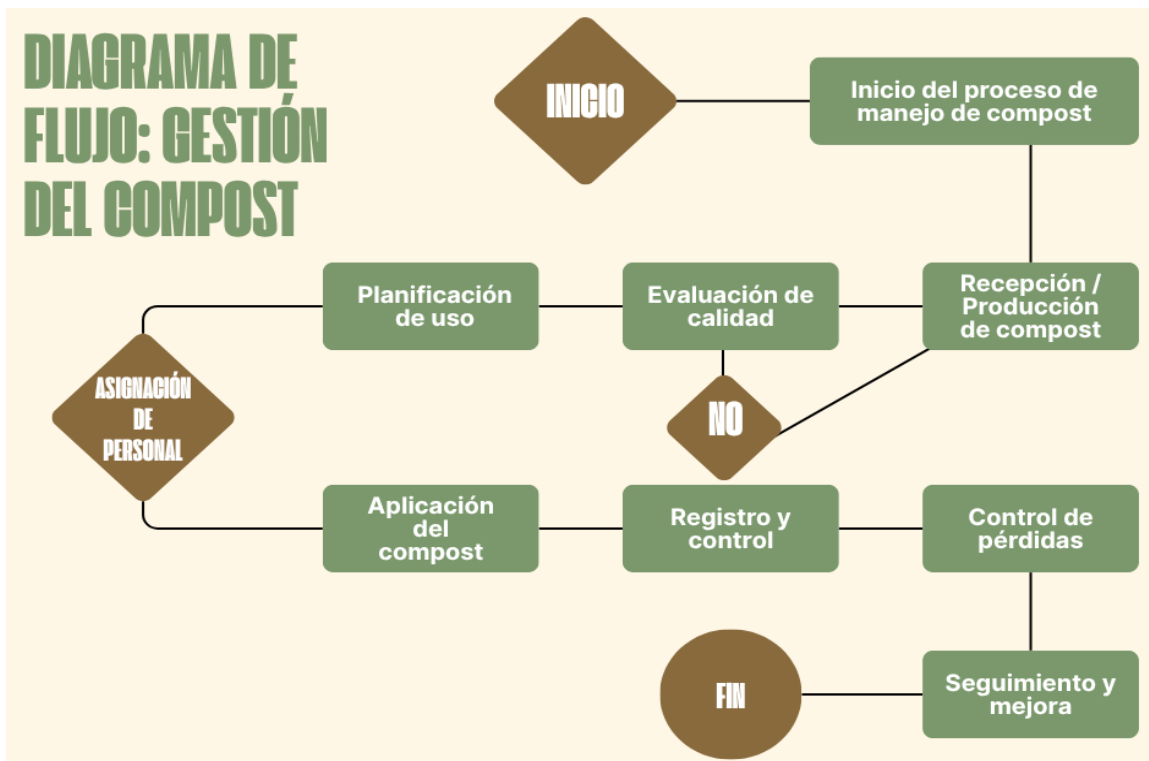 DIAGRAMA DE
FLUJO: GESTIÓN
DEL COMPOST
INICIO
Inicio del proceso de
manejo de compost
Recepción /
Producción
de compost
Evaluación de
calidad
Planificación
de uso
NO
ASIGNACIÓN
DE
PERSONAL
Aplicación
del
compost
Registro y
control
Control de
pérdidas
Seguimiento y
mejora
FIN